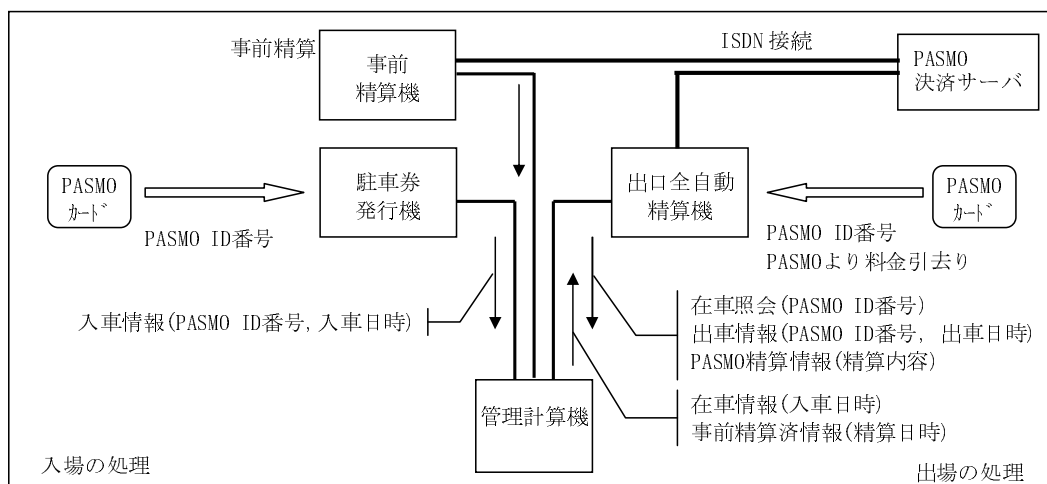 事前精算
事前
精算機
ISDN 接続
PASMO
決済サーバ
PASMO
ｶｰﾄﾞ
PASMO ID番号
駐車券
発行機
出口全自動
精算機
PASMO
ｶｰﾄﾞ
PASMO ID番号
PASMOより料金引去り
入車情報(PASMO ID番号,入車日時)
在車照会(PASMO ID番号)
出車情報(PASMO ID番号, 出車日時)
PASMO精算情報(精算内容)
管理計算機
在車情報(入車日時)
事前精算済情報(精算日時)
入場の処理
出場の処理